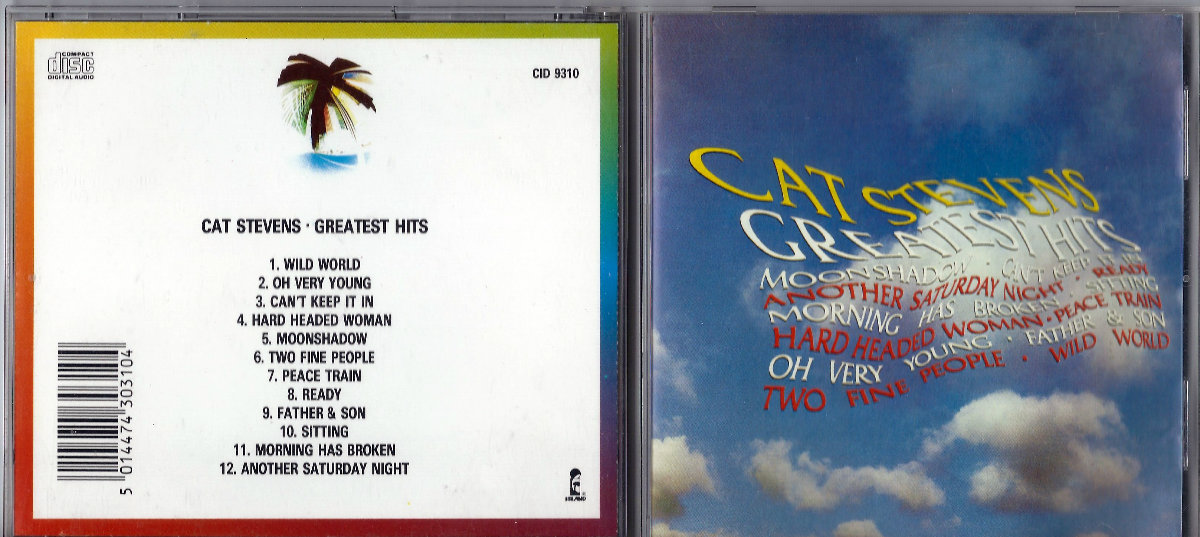 COMPACT
disc
DIGITAL AUDIO
CID 9310
CAT STEVENS · GREATEST HITS
1. WILD WORLD
2. OH VERY YOUNG
3. CAN'T KEEP IT IN
4. HARD HEADED WOMAN
5. MOONSHADOW
6. TWO FINE PEOPLE
7. PEACE TRAIN
8. READY
9. FATHER & SON
10. SITTING
11. MORNING HAS BROKEN
12. ANOTHER SATURDAY NIGHT
5 014474 303104
ISLAND
CAT STEVENS
GREATEST HITS
MOONSHADOW · CAN'T KEEP IT IN
ANOTHER SATURDAY NIGHT · READY
MORNING HAS BROKEN · SITTING
HARD HEADED WOMAN · PEACE TRAIN
OH VERY YOUNG · FATHER & SON
TWO FINE PEOPLE · WILD WORLD